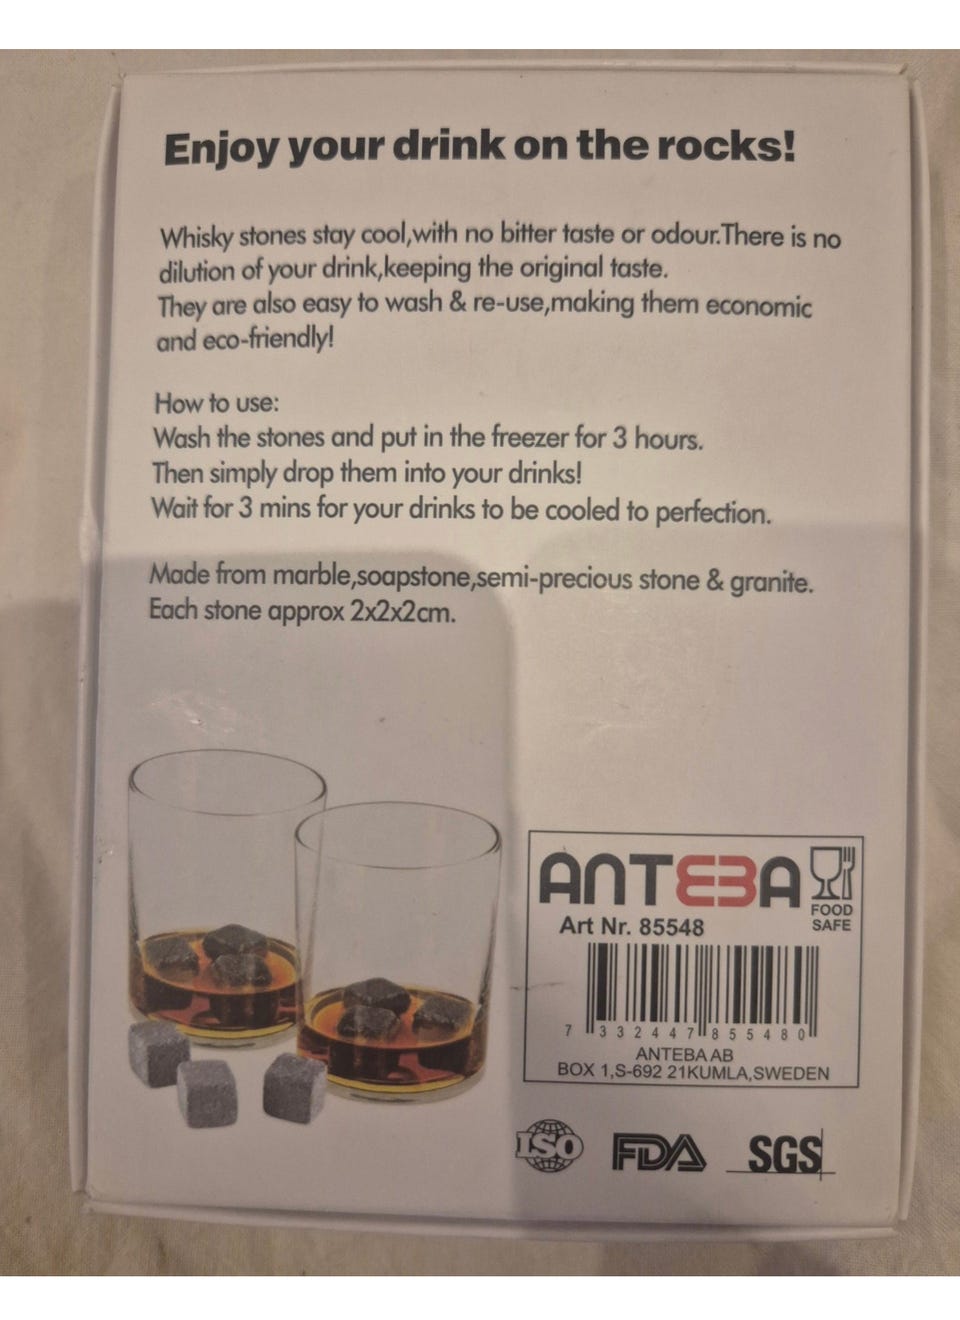 Enjoy your drink on the rocks!
Whisky stones stay cool,with no bitter taste or odour.There is no
dilution of your drink,keeping the original taste.
They are also easy to wash & re-use,making them economic
and eco-friendly!
How to use:
Wash the stones and put in the freezer for 3 hours.
Then simply drop them into your drinks!
Wait for 3 mins for your drinks to be cooled to perfection.
Made from marble,soapstone,semi-precious stone & granite.
Each stone approx 2x2x2cm.
ANTEBA
FOOD
SAFE
Art Nr. 85548
7 332447 855480
ANTEBA AB
BOX 1,S-692 21KUMLA,SWEDEN
ISO FDA SGS